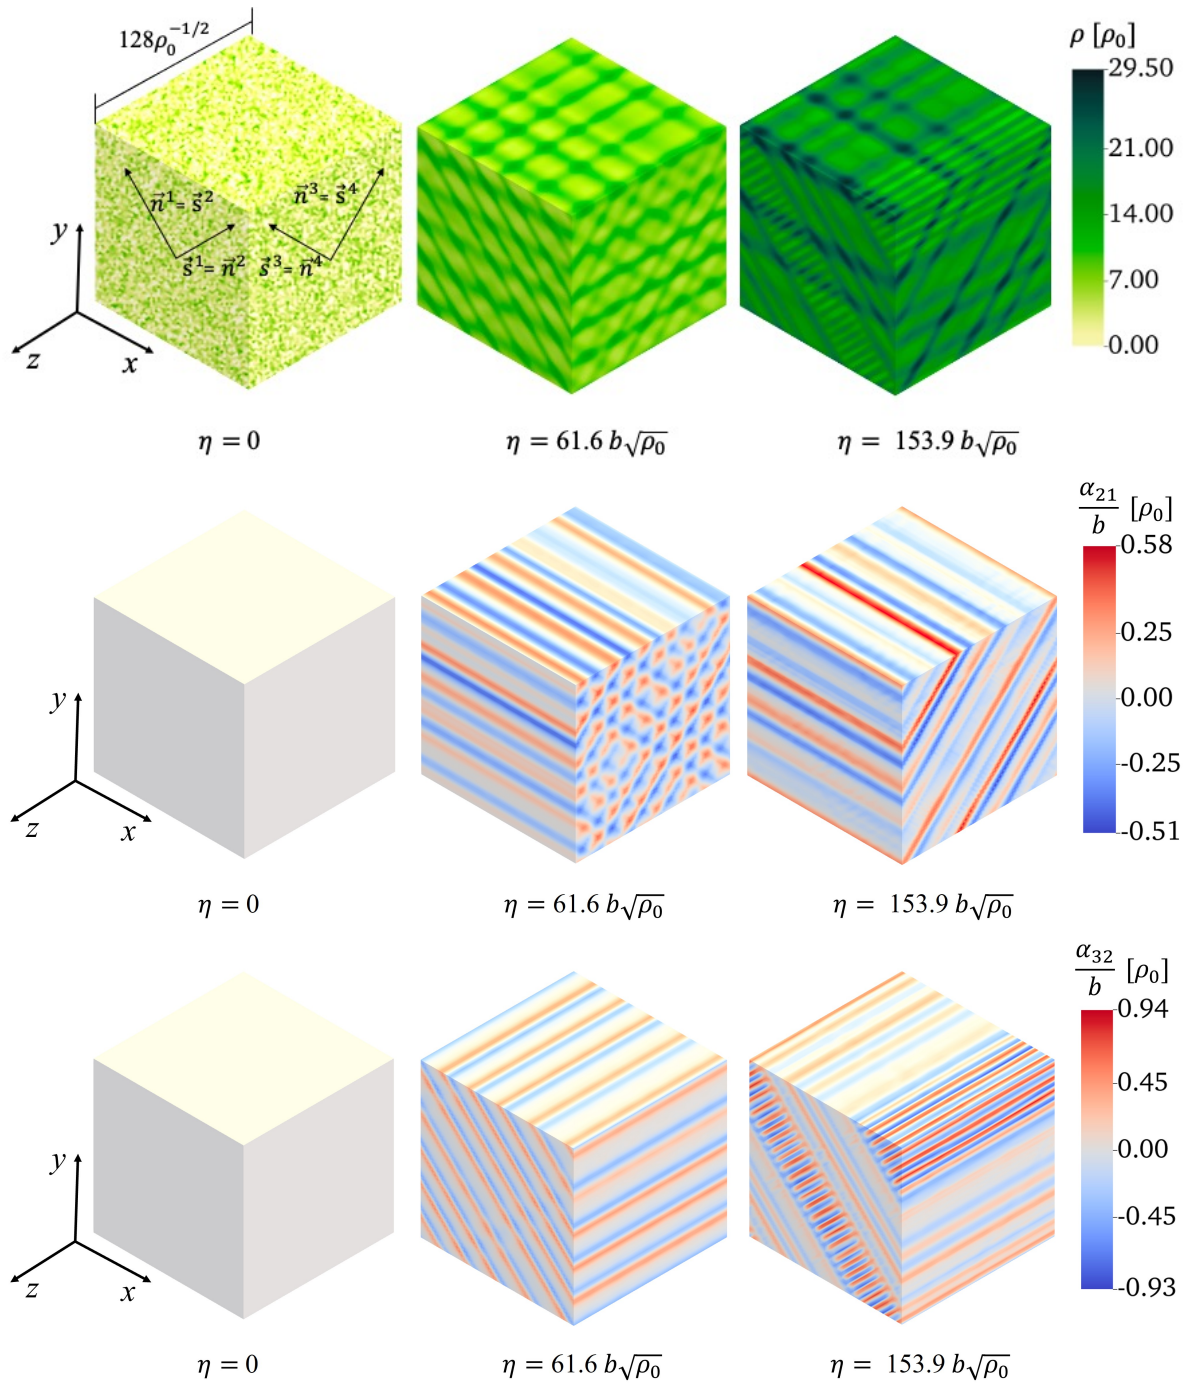 128ρ₀⁻¹/²
ρ [ρ₀]
29.50
21.00
14.00
7.00
0.00
n⃗¹= s⃗²
n⃗³= s⃗⁴
s⃗¹= n⃗²
s⃗³= n⃗⁴
y
z
x
η = 0
η = 61.6 b√ρ₀
η = 153.9 b√ρ₀
α₂₁/b [ρ₀]
0.58
0.25
0.00
-0.25
-0.51
y
z
x
η = 0
η = 61.6 b√ρ₀
η = 153.9 b√ρ₀
α₃₂/b [ρ₀]
0.94
0.45
0.00
-0.45
-0.93
y
z
x
η = 0
η = 61.6 b√ρ₀
η = 153.9 b√ρ₀